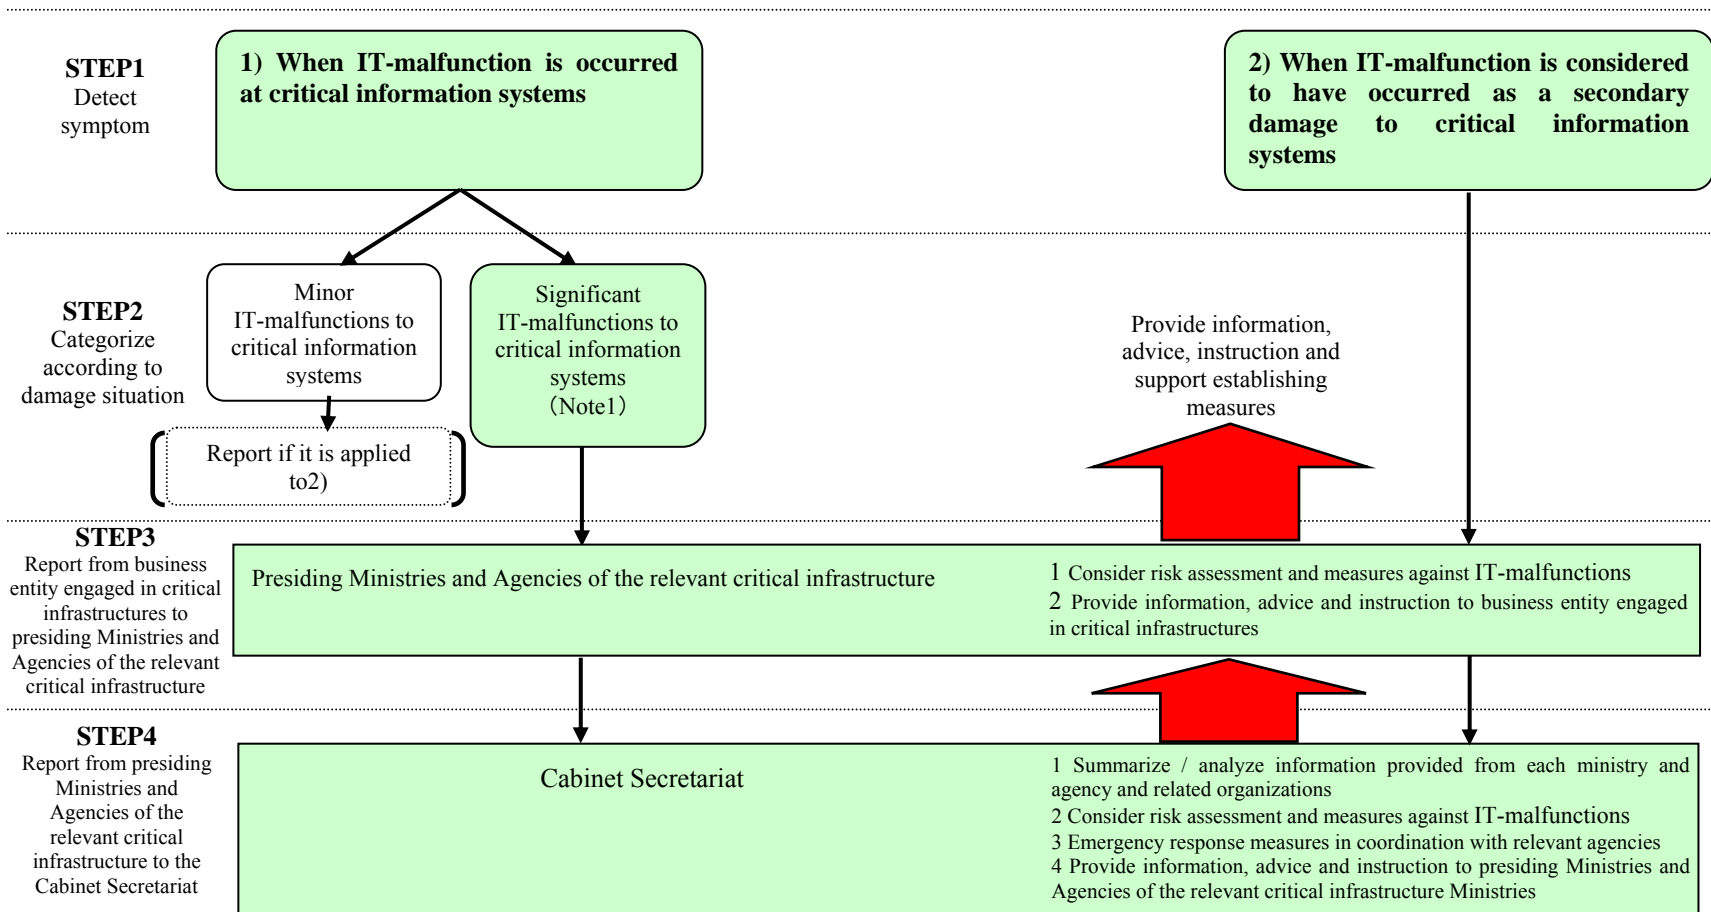 STEP1
Detect
symptom
1) When IT-malfunction is occurred
at critical information systems
2) When IT-malfunction is considered
to have occurred as a secondary
damage to critical information
systems
STEP2
Categorize
according to
damage situation
Minor
IT-malfunctions to
critical information
systems
Report if it is applied
to2)
Significant
IT-malfunctions to
critical information
systems
（Note1）
Provide information,
advice, instruction and
support establishing
measures
STEP3
Report from business
entity engaged in critical
infrastructures to
presiding Ministries and
Agencies of the relevant
critical infrastructure
Presiding Ministries and Agencies of the relevant critical infrastructure
1 Consider risk assessment and measures against IT-malfunctions
2 Provide information, advice and instruction to business entity engaged
in critical infrastructures
STEP4
Report from presiding
Ministries and
Agencies of the
relevant critical
infrastructure to the
Cabinet Secretariat
Cabinet Secretariat
1 Summarize / analyze information provided from each ministry and
agency and related organizations
2 Consider risk assessment and measures against IT-malfunctions
3 Emergency response measures in coordination with relevant agencies
4 Provide information, advice and instruction to presiding Ministries and
Agencies of the relevant critical infrastructure Ministries